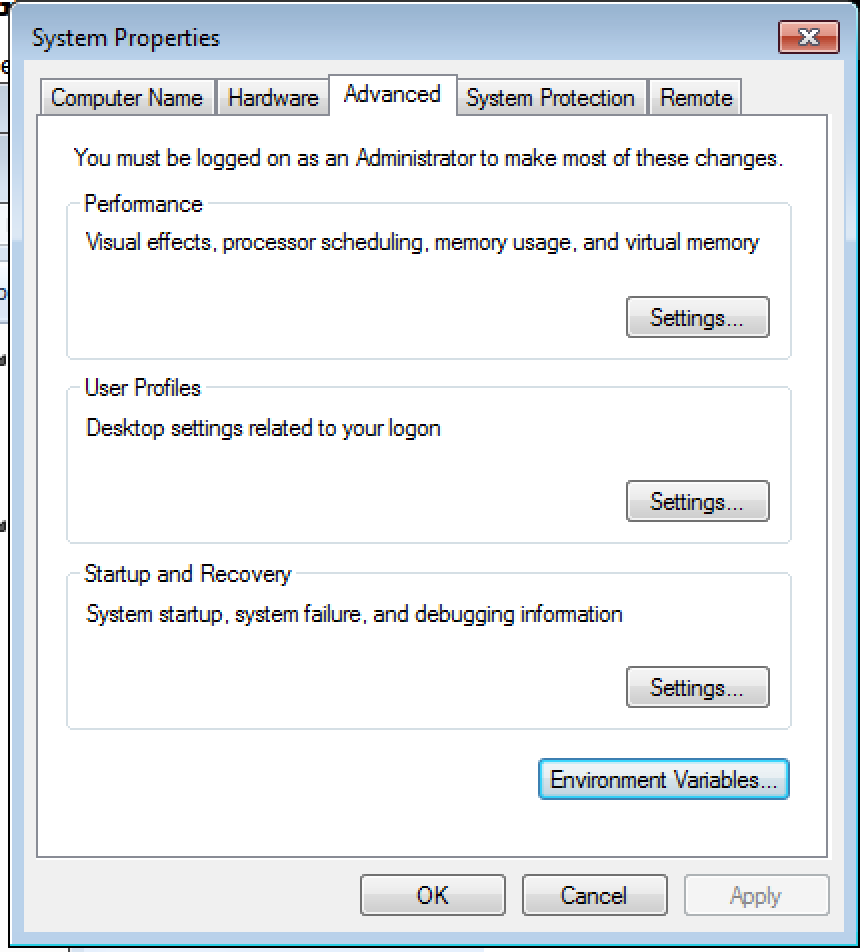 System Properties
Computer Name Hardware Advanced System Protection Remote
You must be logged on as an Administrator to make most of these changes.
Performance
Visual effects, processor scheduling, memory usage, and virtual memory
Settings...
User Profiles
Desktop settings related to your logon
Settings...
Startup and Recovery
System startup, system failure, and debugging information
Settings...
Environment Variables...
OK Cancel Apply